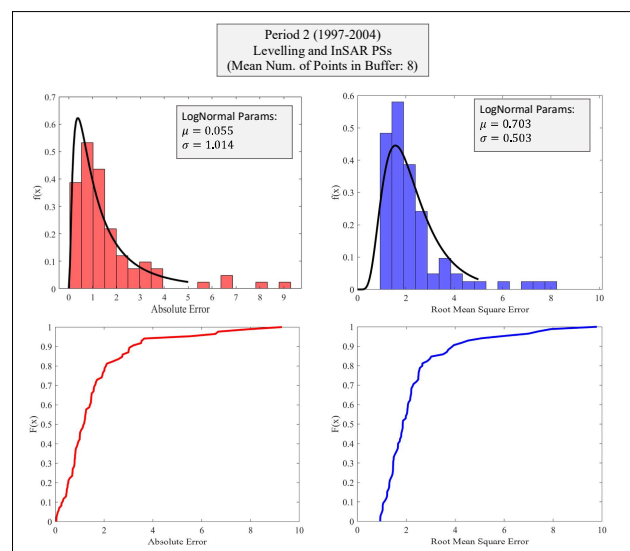 Period 2 (1997-2004)
Levelling and InSAR PSs
(Mean Num. of Points in Buffer: 8)
LogNormal Params:
μ = 0.055
σ = 1.014
f(x)
0.7
0.6
0.5
0.4
0.3
0.2
0.1
0
0 1 2 3 4 5 6 7 8 9
Absolute Error
LogNormal Params:
μ = 0.703
σ = 0.503
f(x)
0.6
0.5
0.4
0.3
0.2
0.1
0
0 2 4 6 8 10
Root Mean Square Error
F(x)
1
0.9
0.8
0.7
0.6
0.5
0.4
0.3
0.2
0.1
0
0 2 4 6 8 10
Absolute Error
F(x)
1
0.9
0.8
0.7
0.6
0.5
0.4
0.3
0.2
0.1
0
0 2 4 6 8 10
Root Mean Square Error